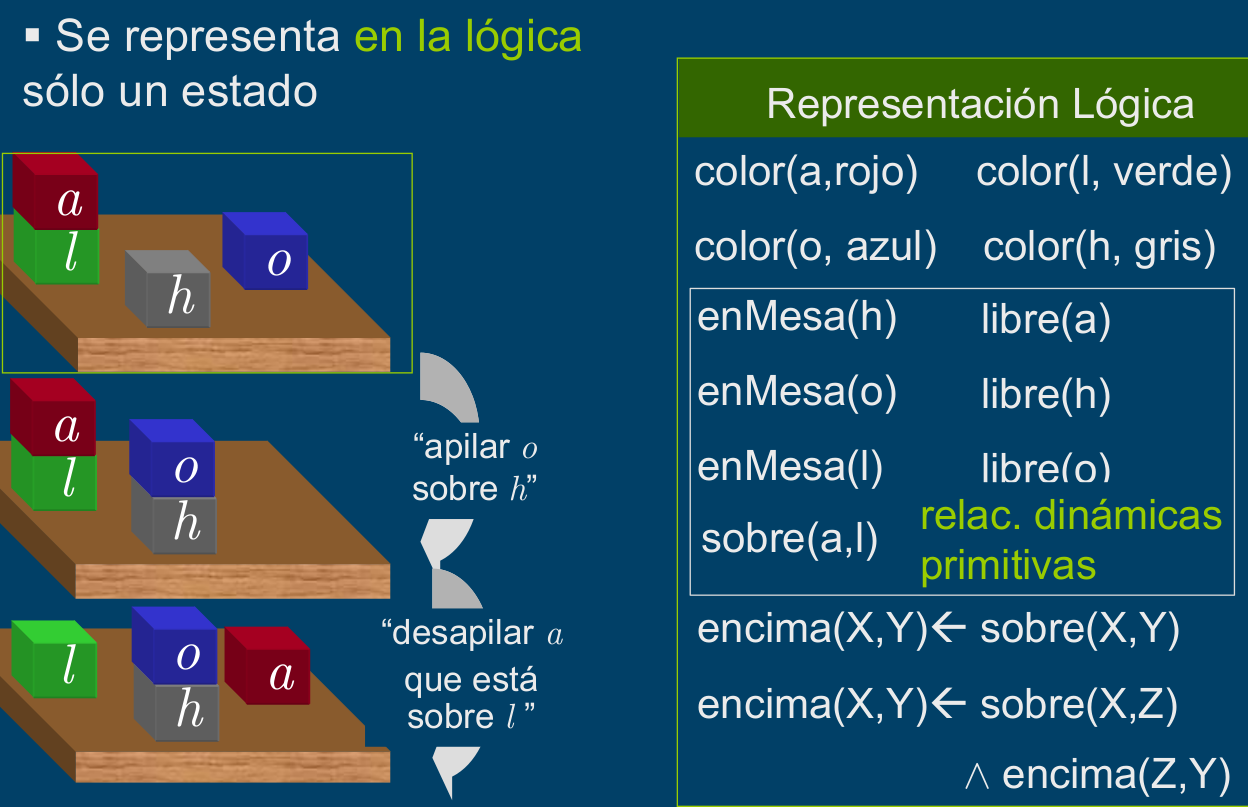 ▪ Se representa en la lógica
sólo un estado
a
l
h
o
“apilar o
sobre h”
a
l
o
h
“desapilar a
que está
sobre l ”
l
o
h
a
Representación Lógica
color(a,rojo) color(l, verde)
color(o, azul) color(h, gris)
enMesa(h) libre(a)
enMesa(o) libre(h)
enMesa(l) libre(o)
sobre(a,l)
relac. dinámicas
primitivas
encima(X,Y)← sobre(X,Y)
encima(X,Y)← sobre(X,Z)
∧ encima(Z,Y)